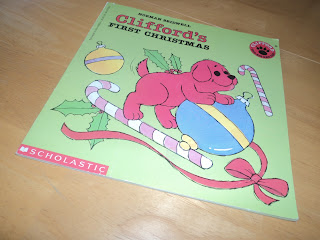 NORMAN BRIDWELL
Clifford's
FIRST CHRISTMAS
SCHOLASTIC